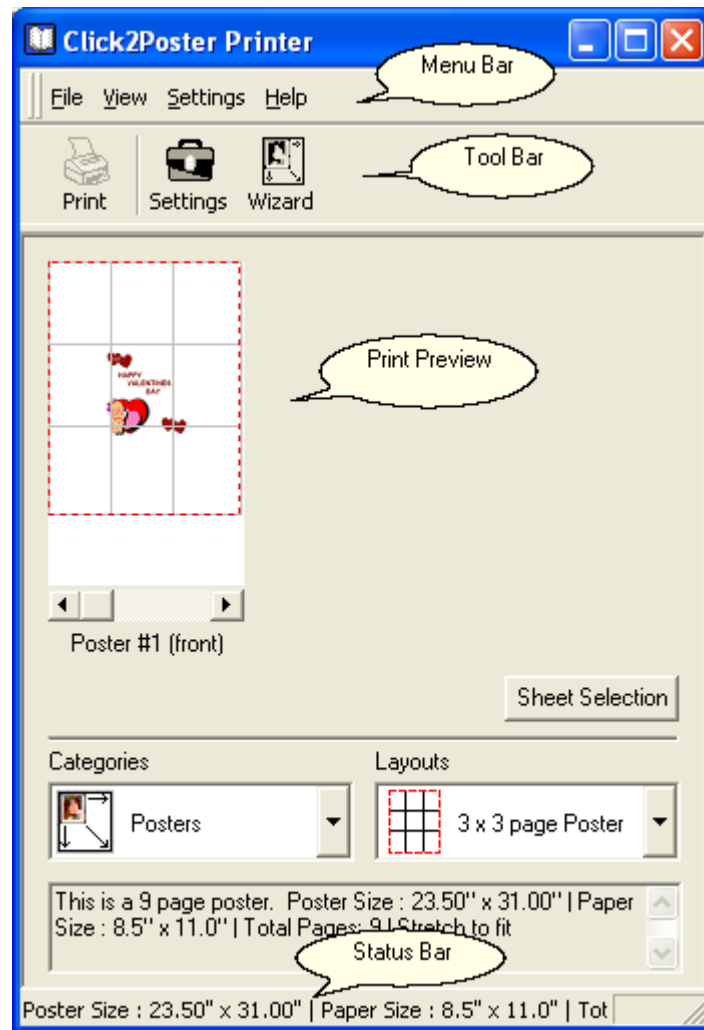 Click2Poster Printer
Menu Bar
File View Settings Help
Tool Bar
Print Settings Wizard
Print Preview
HAPPY
VALENTINES
DAY
Poster #1 (front)
Sheet Selection
Categories Layouts
Posters 3 x 3 page Poster
This is a 9 page poster. Poster Size : 23.50" x 31.00" | Paper
Size : 8.5" x 11.0" | Total Pages: 9 | Stretch to fit
Status Bar
Poster Size : 23.50" x 31.00" | Paper Size : 8.5" x 11.0" | Tot